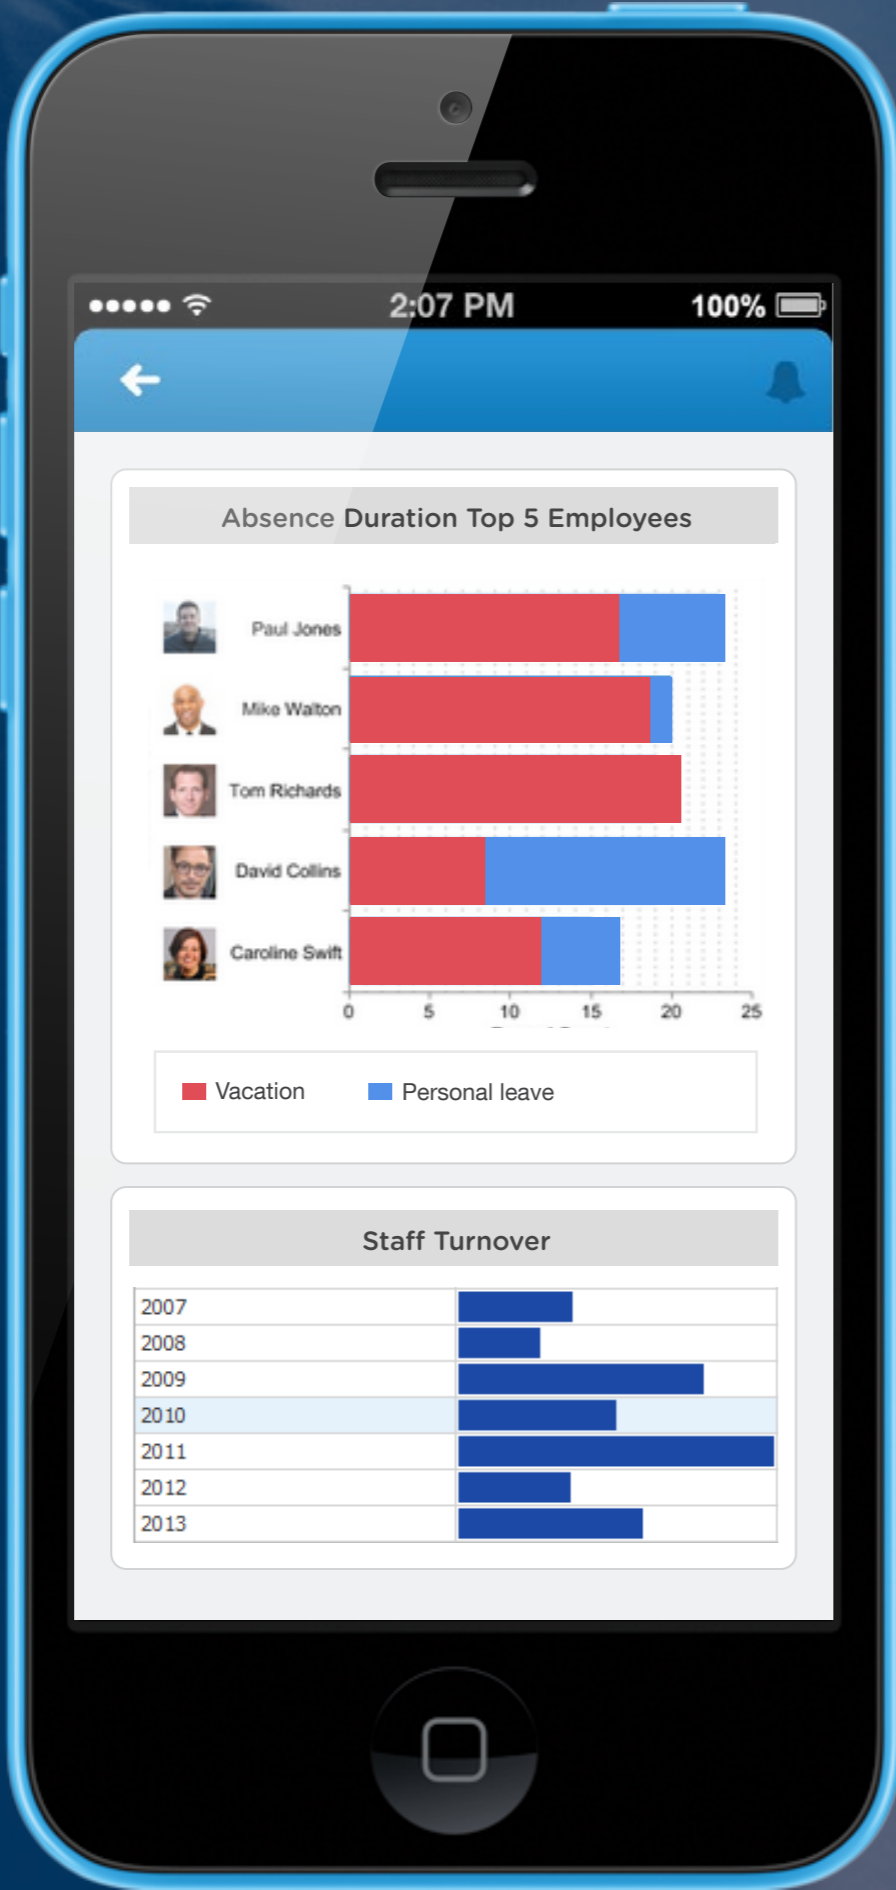 2:07 PM 100%
Absence Duration Top 5 Employees
Paul Jones
Mike Walton
Tom Richards
David Collins
Caroline Swift
0 5 10 15 20 25
Vacation Personal leave
Staff Turnover
2007
2008
2009
2010
2011
2012
2013